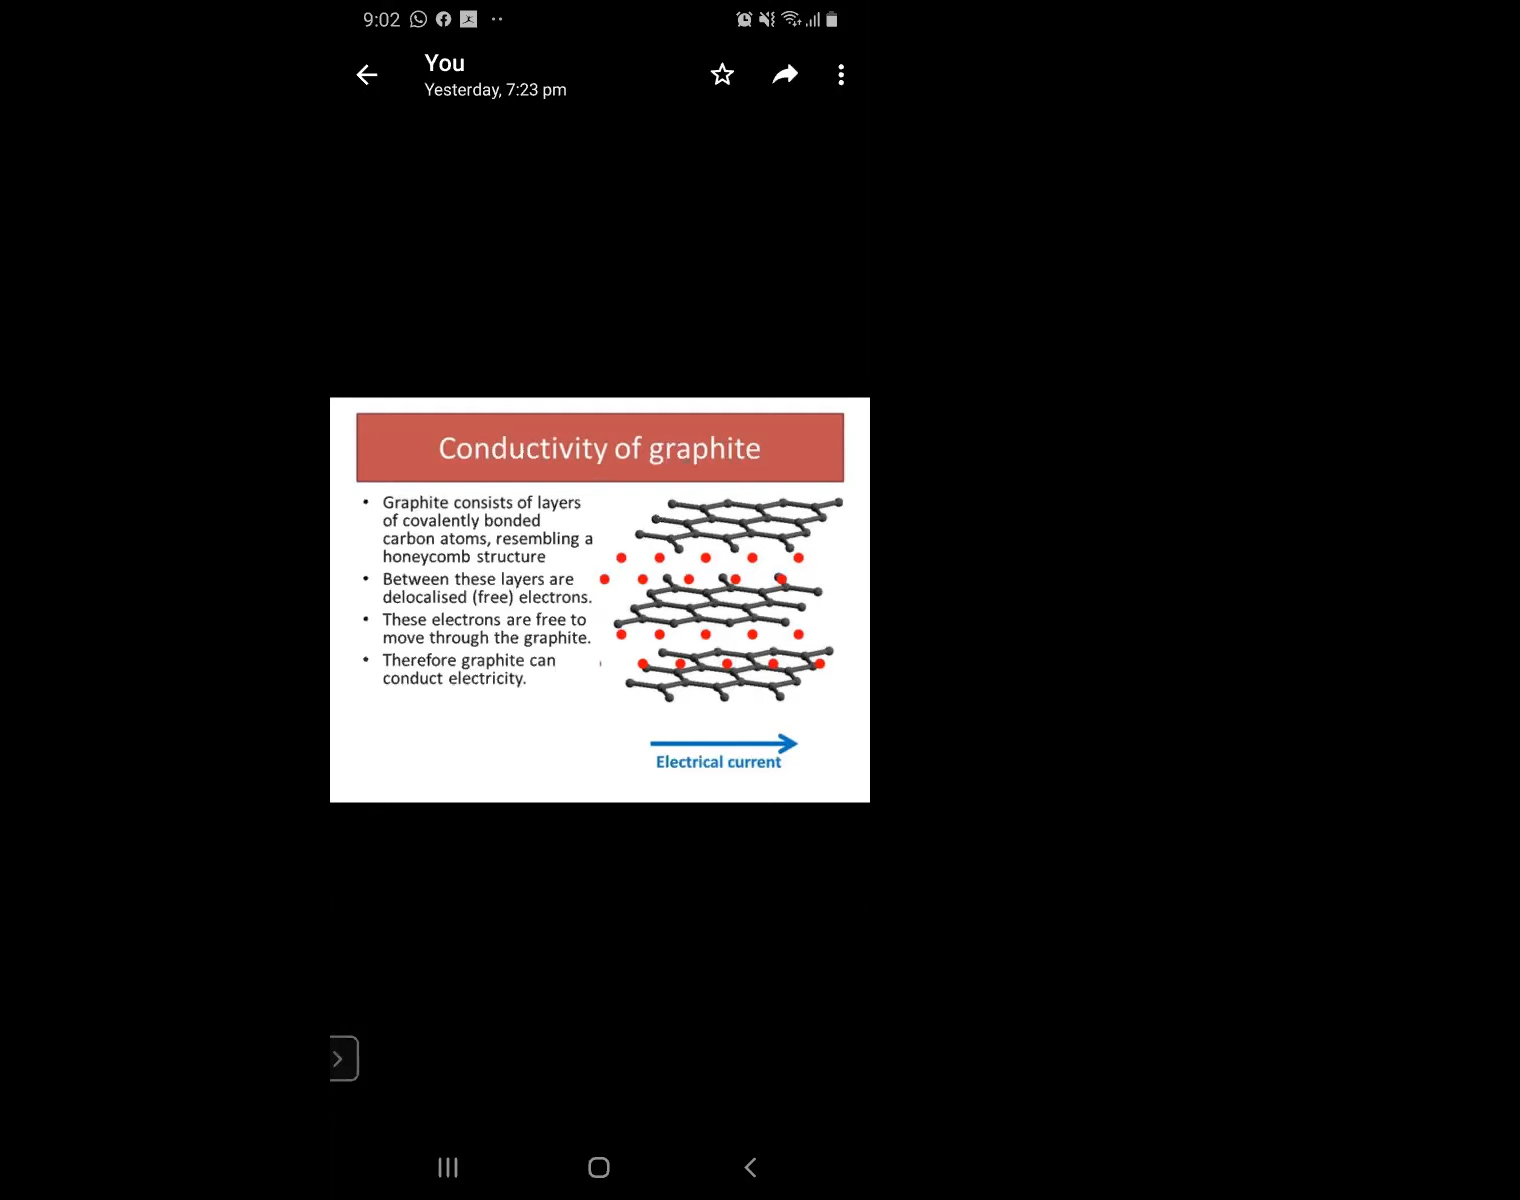 9:02
You
Yesterday, 7:23 pm
Conductivity of graphite
• Graphite consists of layers
of covalently bonded
carbon atoms, resembling a
honeycomb structure
• Between these layers are
delocalised (free) electrons.
• These electrons are free to
move through the graphite.
• Therefore graphite can
conduct electricity.
Electrical current